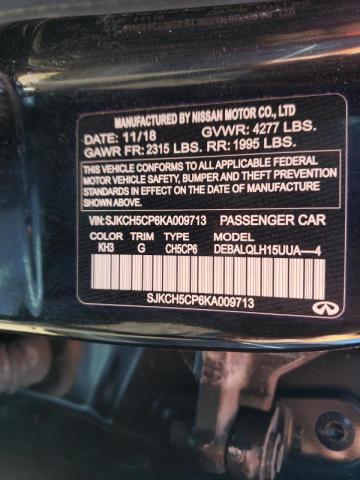 MANUFACTURED BY NISSAN MOTOR CO., LTD
DATE: 11/18 GVWR: 4277 LBS.
GAWR FR: 2315 LBS. RR: 1995 LBS.
THIS VEHICLE CONFORMS TO ALL APPLICABLE FEDERAL
MOTOR VEHICLE SAFETY, BUMPER AND THEFT PREVENTION
STANDARDS IN EFFECT ON THE DATE OF MANUFACTURE
SHOWN ABOVE.
VIN: SJKCH5CP6KA009713 PASSENGER CAR
COLOR TRIM MODEL
KH3 G CH5CP6 DEBALQLH15UUA—4
SJKCH5CP6KA009713